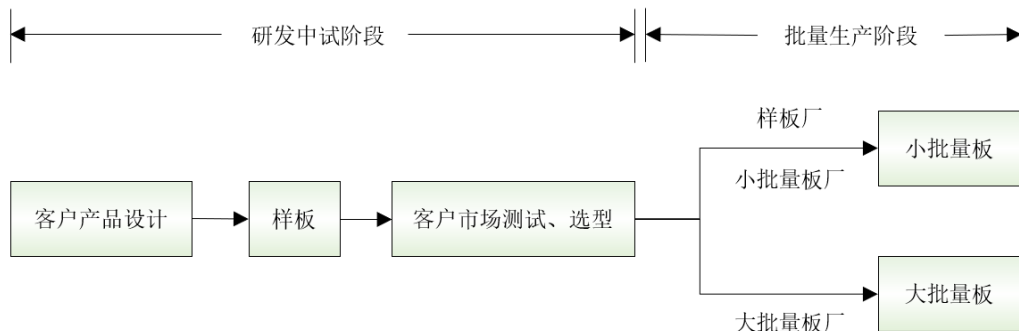 研发中试阶段
批量生产阶段
样板厂
小批量板
小批量板厂
客户产品设计
样板
客户市场测试、选型
大批量板
大批量板厂